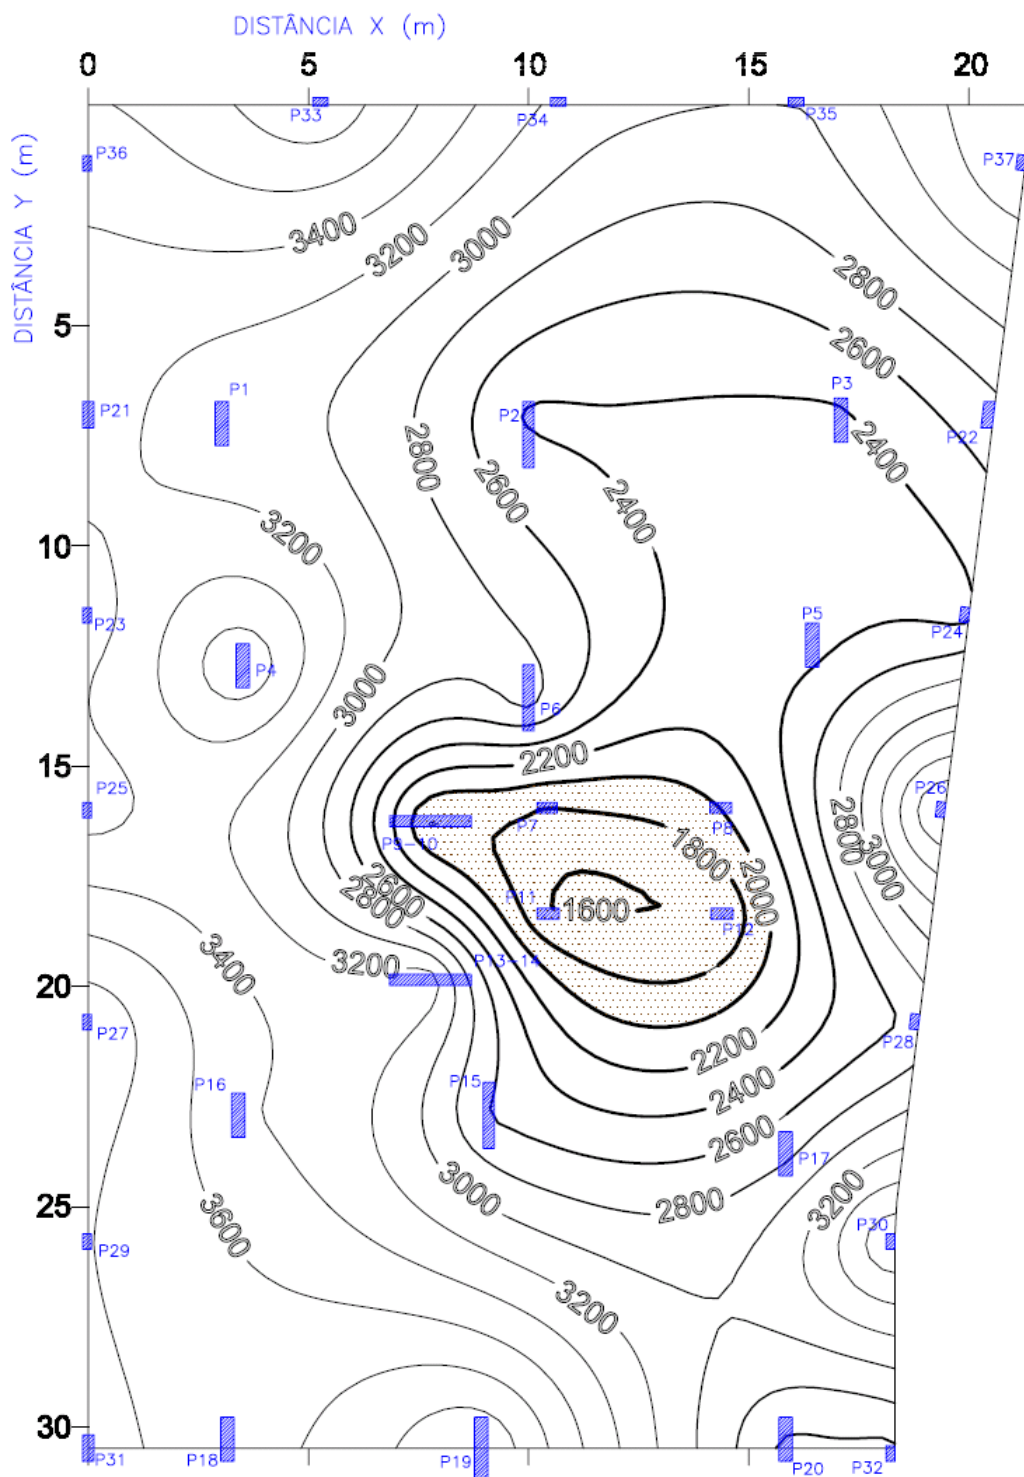 DISTÂNCIA X (m)
0 5 10 15 20
DISTÂNCIA Y (m)
P33 P34 P35
P36 P37
3400 3200 3000
2800
5
2600
P1 P3
P21 P2 P22
2800 2600 2400 2400
10
3200
P23 P5 P24
P4
3000 P6
15
2200
P25 P26
P7 P8
P9-10 1800 2800 3000
2600
2800 P11 1600 P12 2000
3200 P13-14
3400
20
P27 P28
2200
P16 P15 2400
2600
P17
3000 2800 3200
25
3600 P30
P29
3200
30
P31 P18 P19 P20 P32